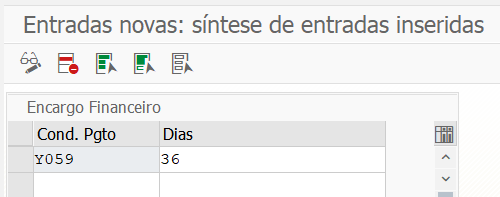 Entradas novas: síntese de entradas inseridas
Encargo Financeiro
Cond. Pgto Dias
Y059 36